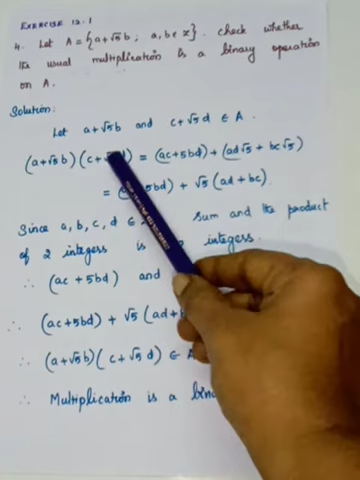 EXERCISE 12.1
4. Let A = {a+√5 b ; a, b ∈ Z}. check whether
the usual multiplication is a binary operation
on A.
Solution:
Let a+√5 b and c+√5 d ∈ A.
(a+√5 b) (c+ = (ac+5bd) + (ad√5 + bc√5)
= 5bd) + √5 (ad + bc).
Since a, b, c, d ∈ sum and the product
of 2 integers is integers.
∴ (ac + 5bd) and
∴ (ac+5bd) + √5 (ad+
∴ (a+√5 b) ( c+√5 d) ∈ A
∴ Multiplication is a